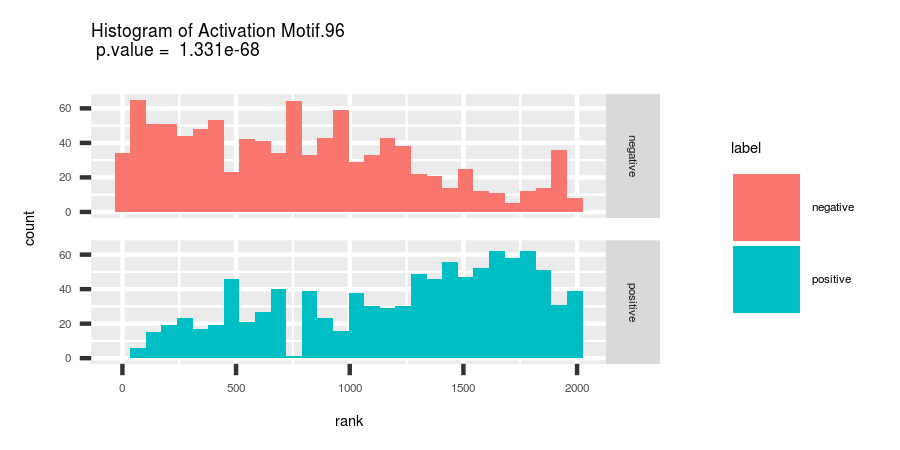 Histogram of Activation Motif.96
p.value = 1.331e-68
count
60
40
20
0
negative
60
40
20
0
positive
0 500 1000 1500 2000
rank
label
negative
positive